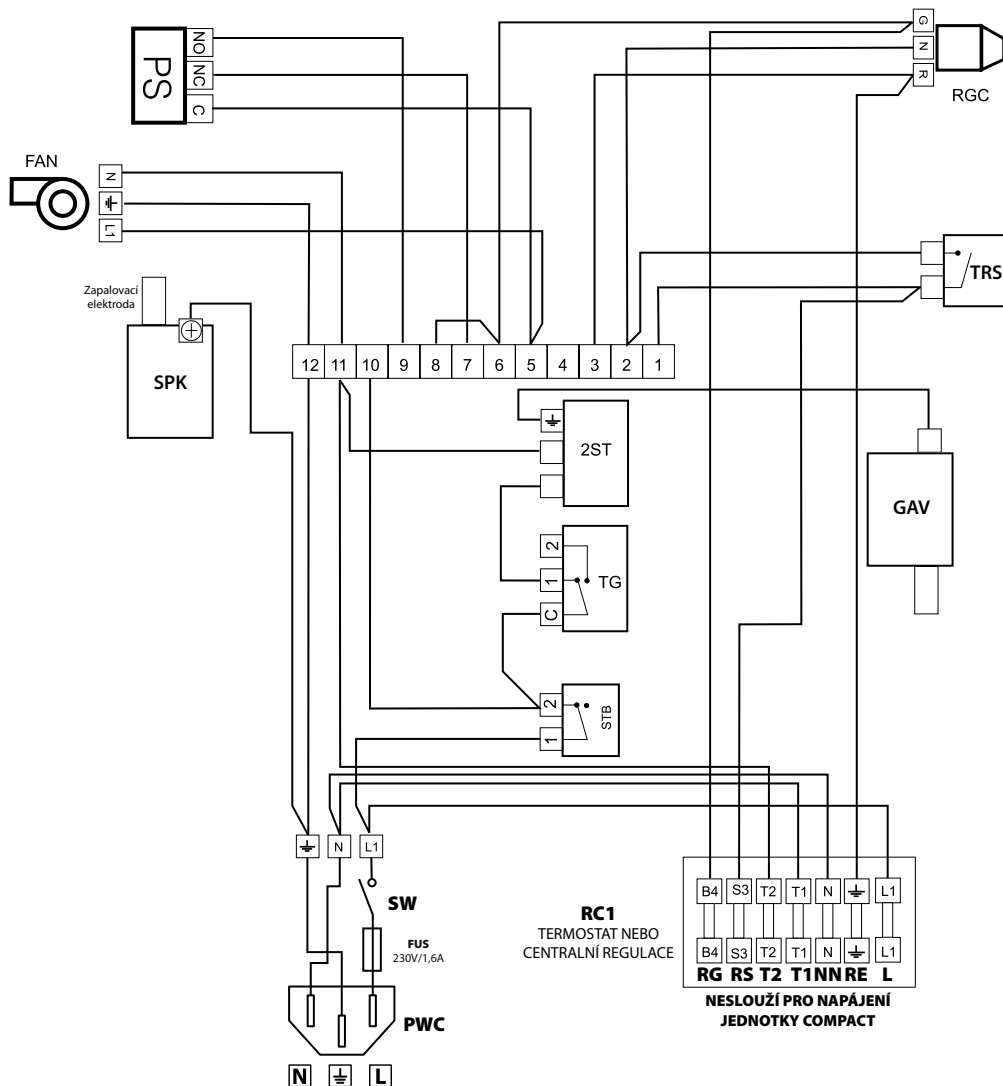 G
N
R
RGC
NO
NC
C
PS
FAN
N
L1
TRS
Zapalovací
elektroda
SPK
12 11 10 9 8 7 6 5 4 3 2 1
2ST
GAV
2
1
C
TG
2
1
STB
N L1
SW
FUS
230V/1,6A
PWC
N L
RC1
TERMOSTAT NEBO
CENTRALNÍ REGULACE
B4 S3 T2 T1 N L1
B4 S3 T2 T1 N L1
RG RS T2 T1 NN RE L
NESLOUŽÍ PRO NAPÁJENÍ
JEDNOTKY COMPACT